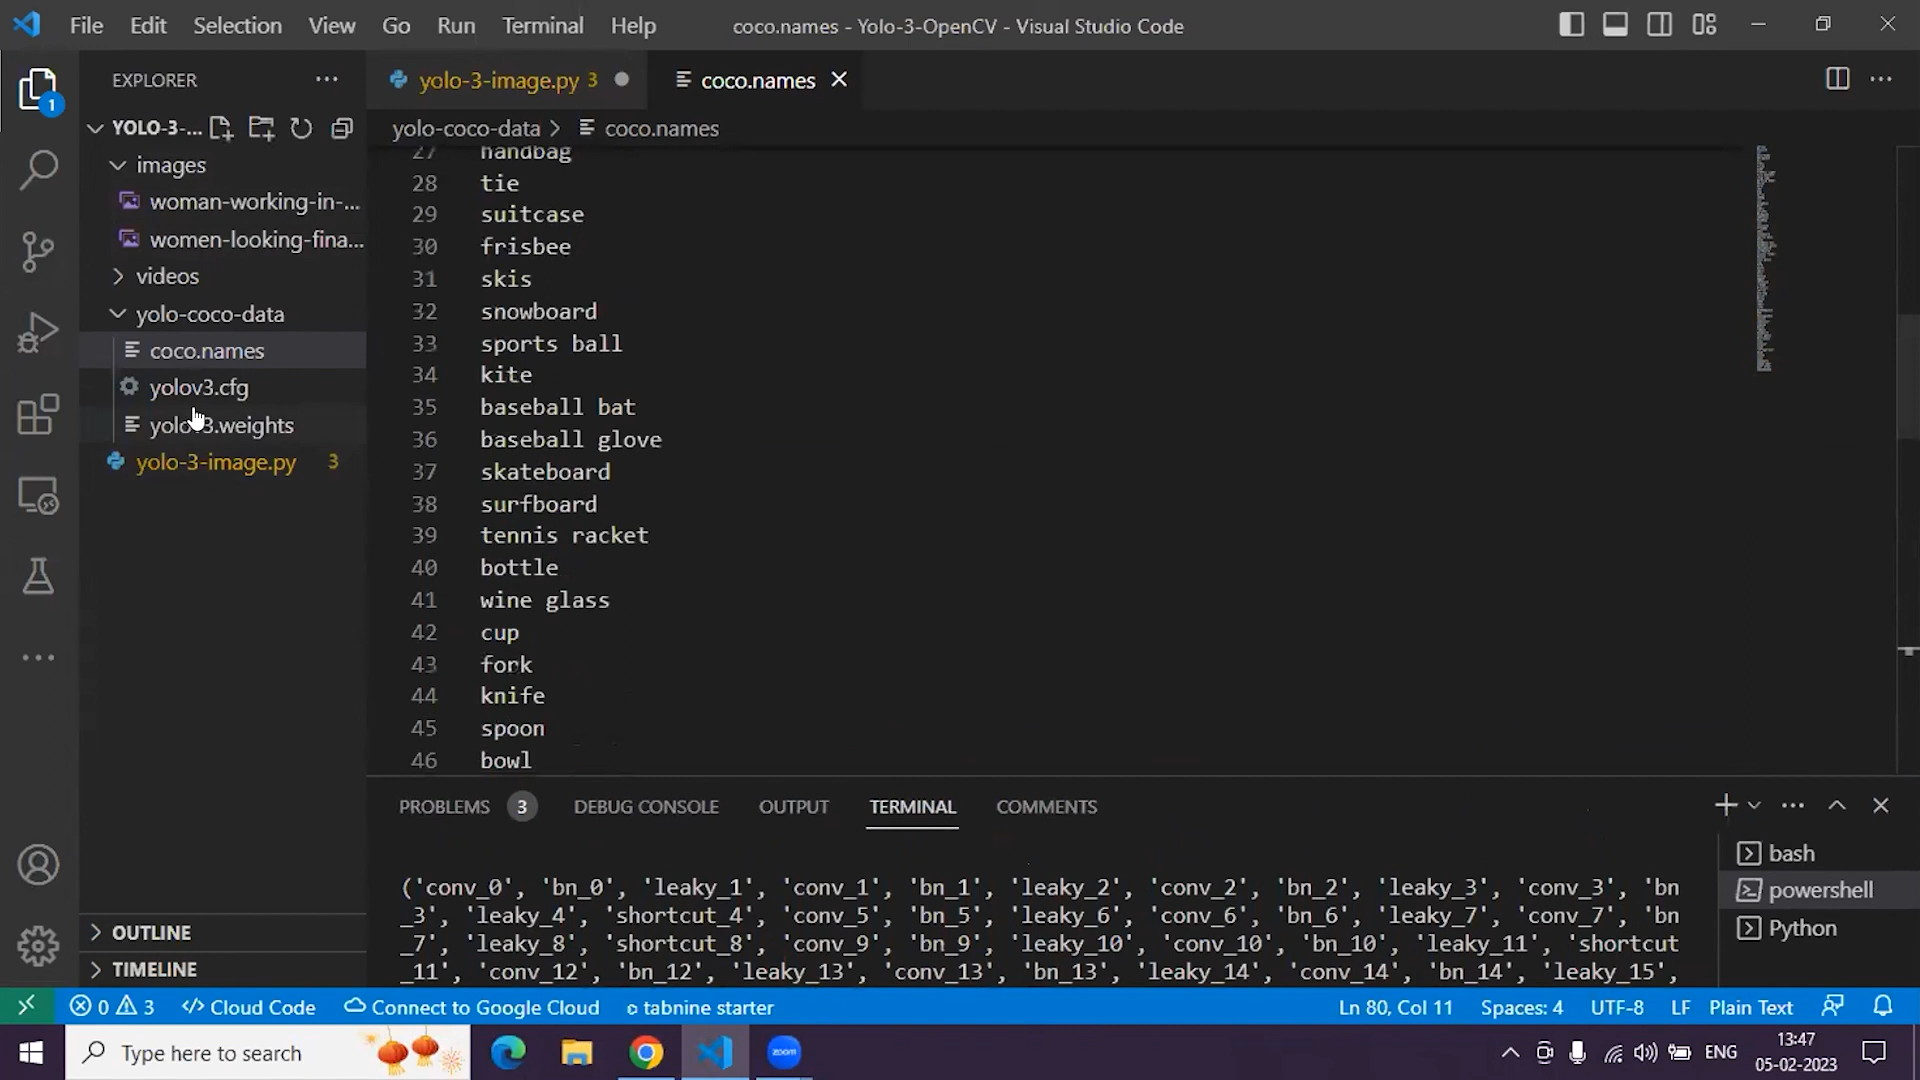 File Edit Selection View Go Run Terminal Help
coco.names - Yolo-3-OpenCV - Visual Studio Code
EXPLORER
yolo-3-image.py 3
coco.names
YOLO-3-...
yolo-coco-data > coco.names
images
woman-working-in-...
women-looking-fina...
videos
yolo-coco-data
coco.names
yolov3.cfg
yolov3.weights
yolo-3-image.py 3
27 handbag
28 tie
29 suitcase
30 frisbee
31 skis
32 snowboard
33 sports ball
34 kite
35 baseball bat
36 baseball glove
37 skateboard
38 surfboard
39 tennis racket
40 bottle
41 wine glass
42 cup
43 fork
44 knife
45 spoon
46 bowl
1
PROBLEMS 3 DEBUG CONSOLE OUTPUT TERMINAL COMMENTS
('conv_0', 'bn_0', 'leaky_1', 'conv_1', 'bn_1', 'leaky_2', 'conv_2', 'bn_2', 'leaky_3', 'conv_3', 'bn
_3', 'leaky_4', 'shortcut_4', 'conv_5', 'bn_5', 'leaky_6', 'conv_6', 'bn_6', 'leaky_7', 'conv_7', 'bn
_7', 'leaky_8', 'shortcut_8', 'conv_9', 'bn_9', 'leaky_10', 'conv_10', 'bn_10', 'leaky_11', 'shortcut
_11', 'conv_12', 'bn_12', 'leaky_13', 'conv_13', 'bn_13', 'leaky_14', 'conv_14', 'bn_14', 'leaky_15',
bash
powershell
Python
OUTLINE
TIMELINE
0 3 Cloud Code Connect to Google Cloud tabnine starter
Ln 80, Col 11 Spaces: 4 UTF-8 LF Plain Text
Type here to search
zoom
ENG
13:47
05-02-2023